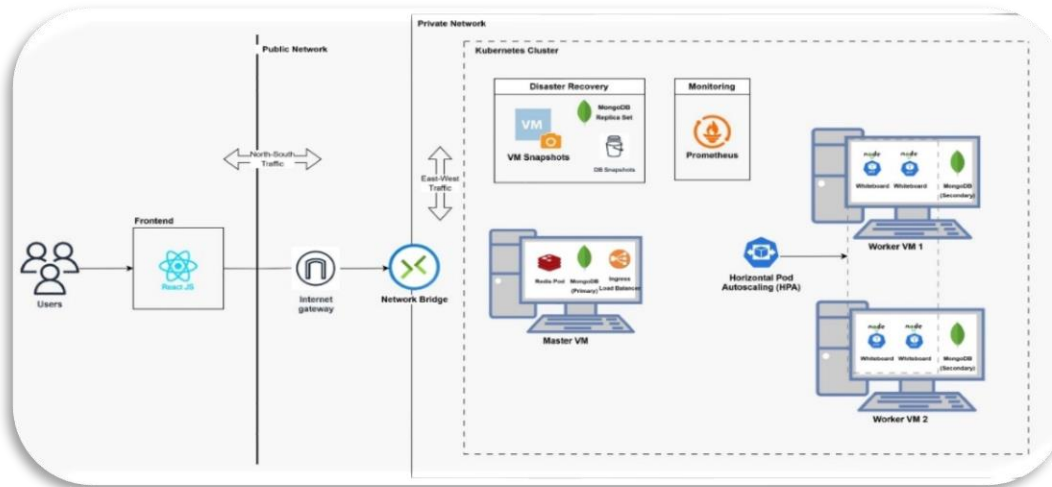 Private Network
Public Network
Kubernetes Cluster
Disaster Recovery
VM
VM Snapshots
MongoDB
Replica Set
DB Snapshots
Monitoring
Prometheus
North-South
Traffic
East-West
Traffic
Frontend
React JS
Users
Internet
gateway
Network Bridge
Redis Pod
MongoDB
(Primary)
Ingress
Load Balancer
Master VM
Horizontal Pod
Autoscaling (HPA)
node
node
Whiteboard
Whiteboard
MongoDB
(Secondary)
Worker VM 1
node
node
Whiteboard
Whiteboard
MongoDB
(Secondary)
Worker VM 2